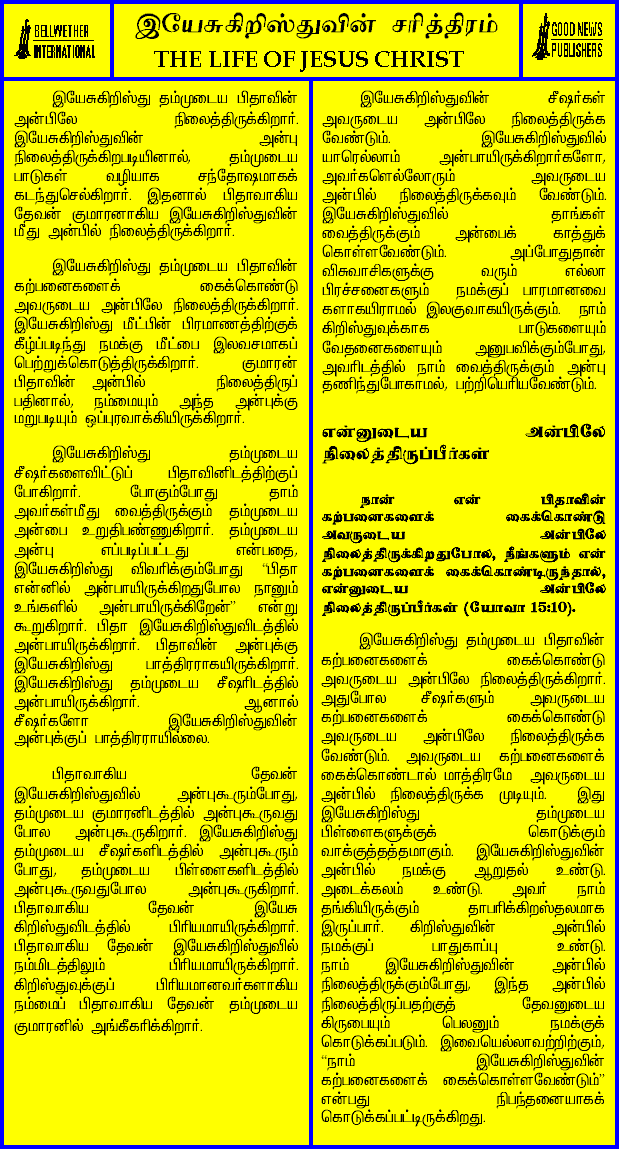 BELLWETHER
INTERNATIONAL
இயேசுகிறிஸ்துவின் சரித்திரம்
THE LIFE OF JESUS CHRIST
GOOD NEWS
PUBLISHERS
இயேசுகிறிஸ்து தம்முடைய பிதாவின்
அன்பிலே நிலைத்திருக்கிறார்.
இயேசுகிறிஸ்துவின் அன்பு
நிலைத்திருக்கிறபடியினால், தம்முடைய
பாடுகள் வழியாக சந்தோஷமாகக்
கடந்துசெல்கிறார். இதனால் பிதாவாகிய
தேவன் குமாரனாகிய இயேசுகிறிஸ்துவின்
மீது அன்பில் நிலைத்திருக்கிறார்.
இயேசுகிறிஸ்து தம்முடைய பிதாவின்
கற்பனைகளைக் கைக்கொண்டு
அவருடைய அன்பிலே நிலைத்திருக்கிறார்.
இயேசுகிறிஸ்து மீட்பின் பிரமாணத்திற்குக்
கீழ்ப்படிந்து நமக்கு மீட்பை இலவசமாகப்
பெற்றுக்கொடுத்திருக்கிறார். குமாரன்
பிதாவின் அன்பில் நிலைத்திருப்
பதினால், நம்மையும் அந்த அன்புக்கு
மறுபடியும் ஒப்புரவாக்கியிருக்கிறார்.
இயேசுகிறிஸ்து தம்முடைய
சீஷர்களைவிட்டுப் பிதாவினிடத்திற்குப்
போகிறார். போகும்போது தாம்
அவர்கள்மீது வைத்திருக்கும் தம்முடைய
அன்பை உறுதிபண்ணுகிறார். தம்முடைய
அன்பு எப்படிப்பட்டது என்பதை,
இயேசுகிறிஸ்து விவரிக்கும்போது “பிதா
என்னில் அன்பாயிருக்கிறதுபோல நானும்
உங்களில் அன்பாயிருக்கிறேன்” என்று
கூறுகிறார். பிதா இயேசுகிறிஸ்துவிடத்தில்
அன்பாயிருக்கிறார். பிதாவின் அன்புக்கு
இயேசுகிறிஸ்து பாத்திரராகயிருக்கிறார்.
இயேசுகிறிஸ்து தம்முடைய சீஷரிடத்தில்
அன்பாயிருக்கிறார். ஆனால்
சீஷர்களோ இயேசுகிறிஸ்துவின்
அன்புக்குப் பாத்திரராயில்லை.
பிதாவாகிய தேவன்
இயேசுகிறிஸ்துவில் அன்புகூரும்போது,
தம்முடைய குமாரனிடத்தில் அன்புகூருவது
போல அன்புகூருகிறார். இயேசுகிறிஸ்து
தம்முடைய சீஷர்களிடத்தில் அன்புகூரும்
போது, தம்முடைய பிள்ளைகளிடத்தில்
அன்புகூருவதுபோல அன்புகூருகிறார்.
பிதாவாகிய தேவன் இயேசு
கிறிஸ்துவிடத்தில் பிரியமாயிருக்கிறார்.
பிதாவாகிய தேவன் இயேசுகிறிஸ்துவில்
நம்மிடத்திலும் பிரியமாயிருக்கிறார்.
கிறிஸ்துவுக்குப் பிரியமானவர்களாகிய
நம்மைப் பிதாவாகிய தேவன் தம்முடைய
குமாரனில் அங்கீகரிக்கிறார்.
இயேசுகிறிஸ்துவின் சீஷர்கள்
அவருடைய அன்பிலே நிலைத்திருக்க
வேண்டும். இயேசுகிறிஸ்துவில்
யாரெல்லாம் அன்பாயிருக்கிறார்களோ,
அவர்களெல்லோரும் அவருடைய
அன்பில் நிலைத்திருக்கவும் வேண்டும்.
இயேசுகிறிஸ்துவில் தாங்கள்
வைத்திருக்கும் அன்பைக் காத்துக்
கொள்ளவேண்டும். அப்போதுதான்
விசுவாசிகளுக்கு வரும் எல்லா
பிரச்சனைகளும் நமக்குப் பாரமானவை
களாகயிராமல் இலகுவாகயிருக்கும். நாம்
கிறிஸ்துவுக்காக பாடுகளையும்
வேதனைகளையும் அனுபவிக்கும்போது,
அவரிடத்தில் நாம் வைத்திருக்கும் அன்பு
தணிந்துபோகாமல், பற்றியெரியவேண்டும்.
என்னுடைய அன்பிலே
நிலைத்திருப்பீர்கள்
நான் என் பிதாவின்
கற்பனைகளைக் கைக்கொண்டு
அவருடைய அன்பிலே
நிலைத்திருக்கிறதுபோல, நீங்களும் என்
கற்பனைகளைக் கைக்கொண்டிருந்தால்,
என்னுடைய அன்பிலே
நிலைத்திருப்பீர்கள் (யோவா 15:10).
இயேசுகிறிஸ்து தம்முடைய பிதாவின்
கற்பனைகளைக் கைக்கொண்டு
அவருடைய அன்பிலே நிலைத்திருக்கிறார்.
அதுபோல சீஷர்களும் அவருடைய
கற்பனைகளைக் கைக்கொண்டு
அவருடைய அன்பிலே நிலைத்திருக்க
வேண்டும். அவருடைய கற்பனைகளைக்
கைக்கொண்டால் மாத்திரமே அவருடைய
அன்பில் நிலைத்திருக்க முடியும். இது
இயேசுகிறிஸ்து தம்முடைய
பிள்ளைகளுக்குக் கொடுக்கும்
வாக்குத்தத்தமாகும். இயேசுகிறிஸ்துவின்
அன்பில் நமக்கு ஆறுதல் உண்டு.
அடைக்கலம் உண்டு. அவர் நாம்
தங்கியிருக்கும் தாபரிக்கிறஸ்தலமாக
இருப்பார். கிறிஸ்துவின் அன்பில்
நமக்குப் பாதுகாப்பு உண்டு.
நாம் இயேசுகிறிஸ்துவின் அன்பில்
நிலைத்திருக்கும்போது, இந்த அன்பில்
நிலைத்திருப்பதற்குத் தேவனுடைய
கிருபையும் பெலனும் நமக்குக்
கொடுக்கப்படும். இவையெல்லாவற்றிற்கும்,
“நாம் இயேசுகிறிஸ்துவின்
கற்பனைகளைக் கைக்கொள்ளவேண்டும்”
என்பது நிபந்தனையாகக்
கொடுக்கப்பட்டிருக்கிறது.